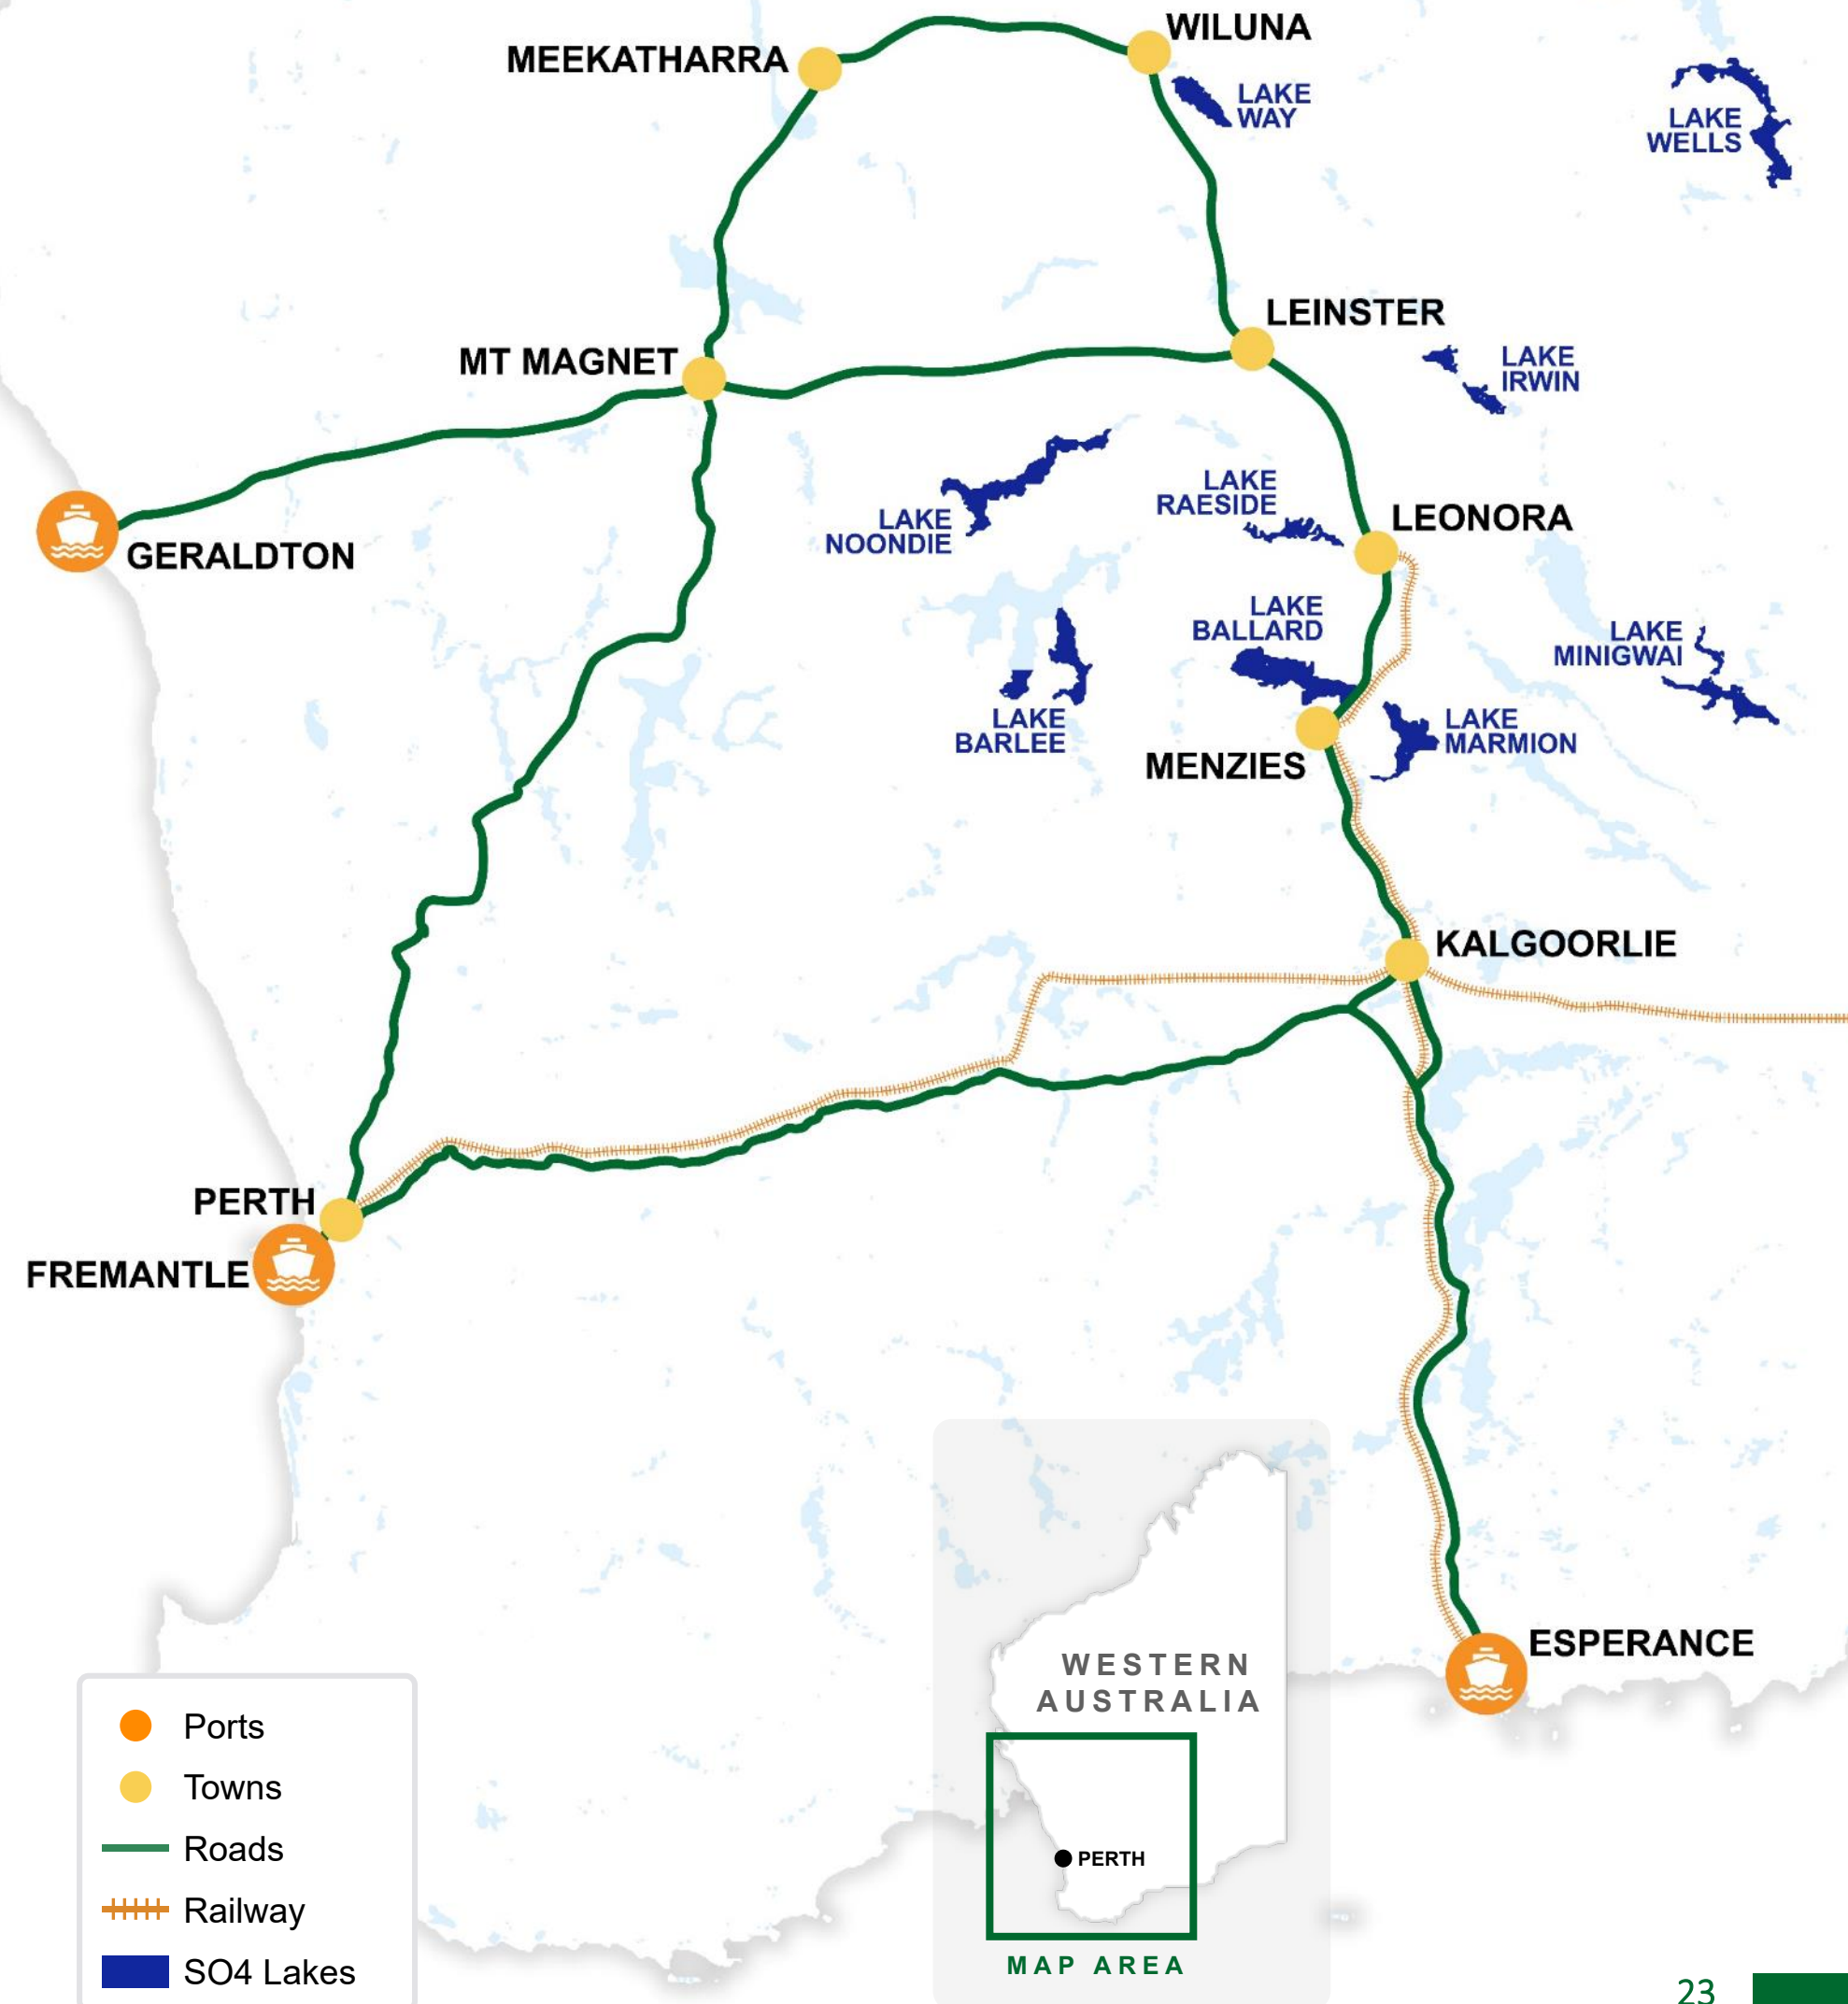 WILUNA
MEEKATHARRA
LAKE
WAY
LAKE
WELLS
LEINSTER
MT MAGNET
LAKE
IRWIN
LAKE
RAESIDE
LAKE
NOONDIE
LEONORA
GERALDTON
LAKE
BALLARD
LAKE
MINIGWAI
LAKE
BARLEE
LAKE
MARMION
MENZIES
KALGOORLIE
PERTH
FREMANTLE
ESPERANCE
WESTERN
AUSTRALIA
PERTH
MAP AREA
Ports
Towns
Roads
Railway
SO4 Lakes
23